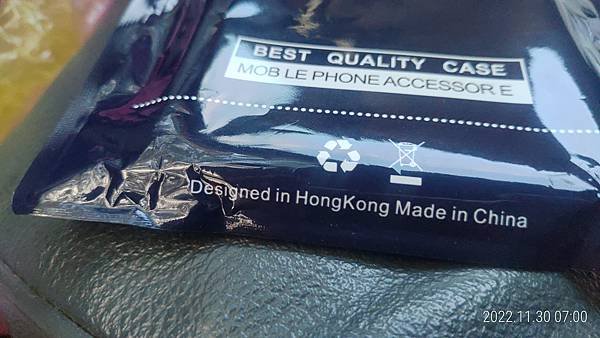 BEST QUALITY CASE
MOB LE PHONE ACCESSOR E
Designed in HongKong Made in China
2022.11.30 07:00